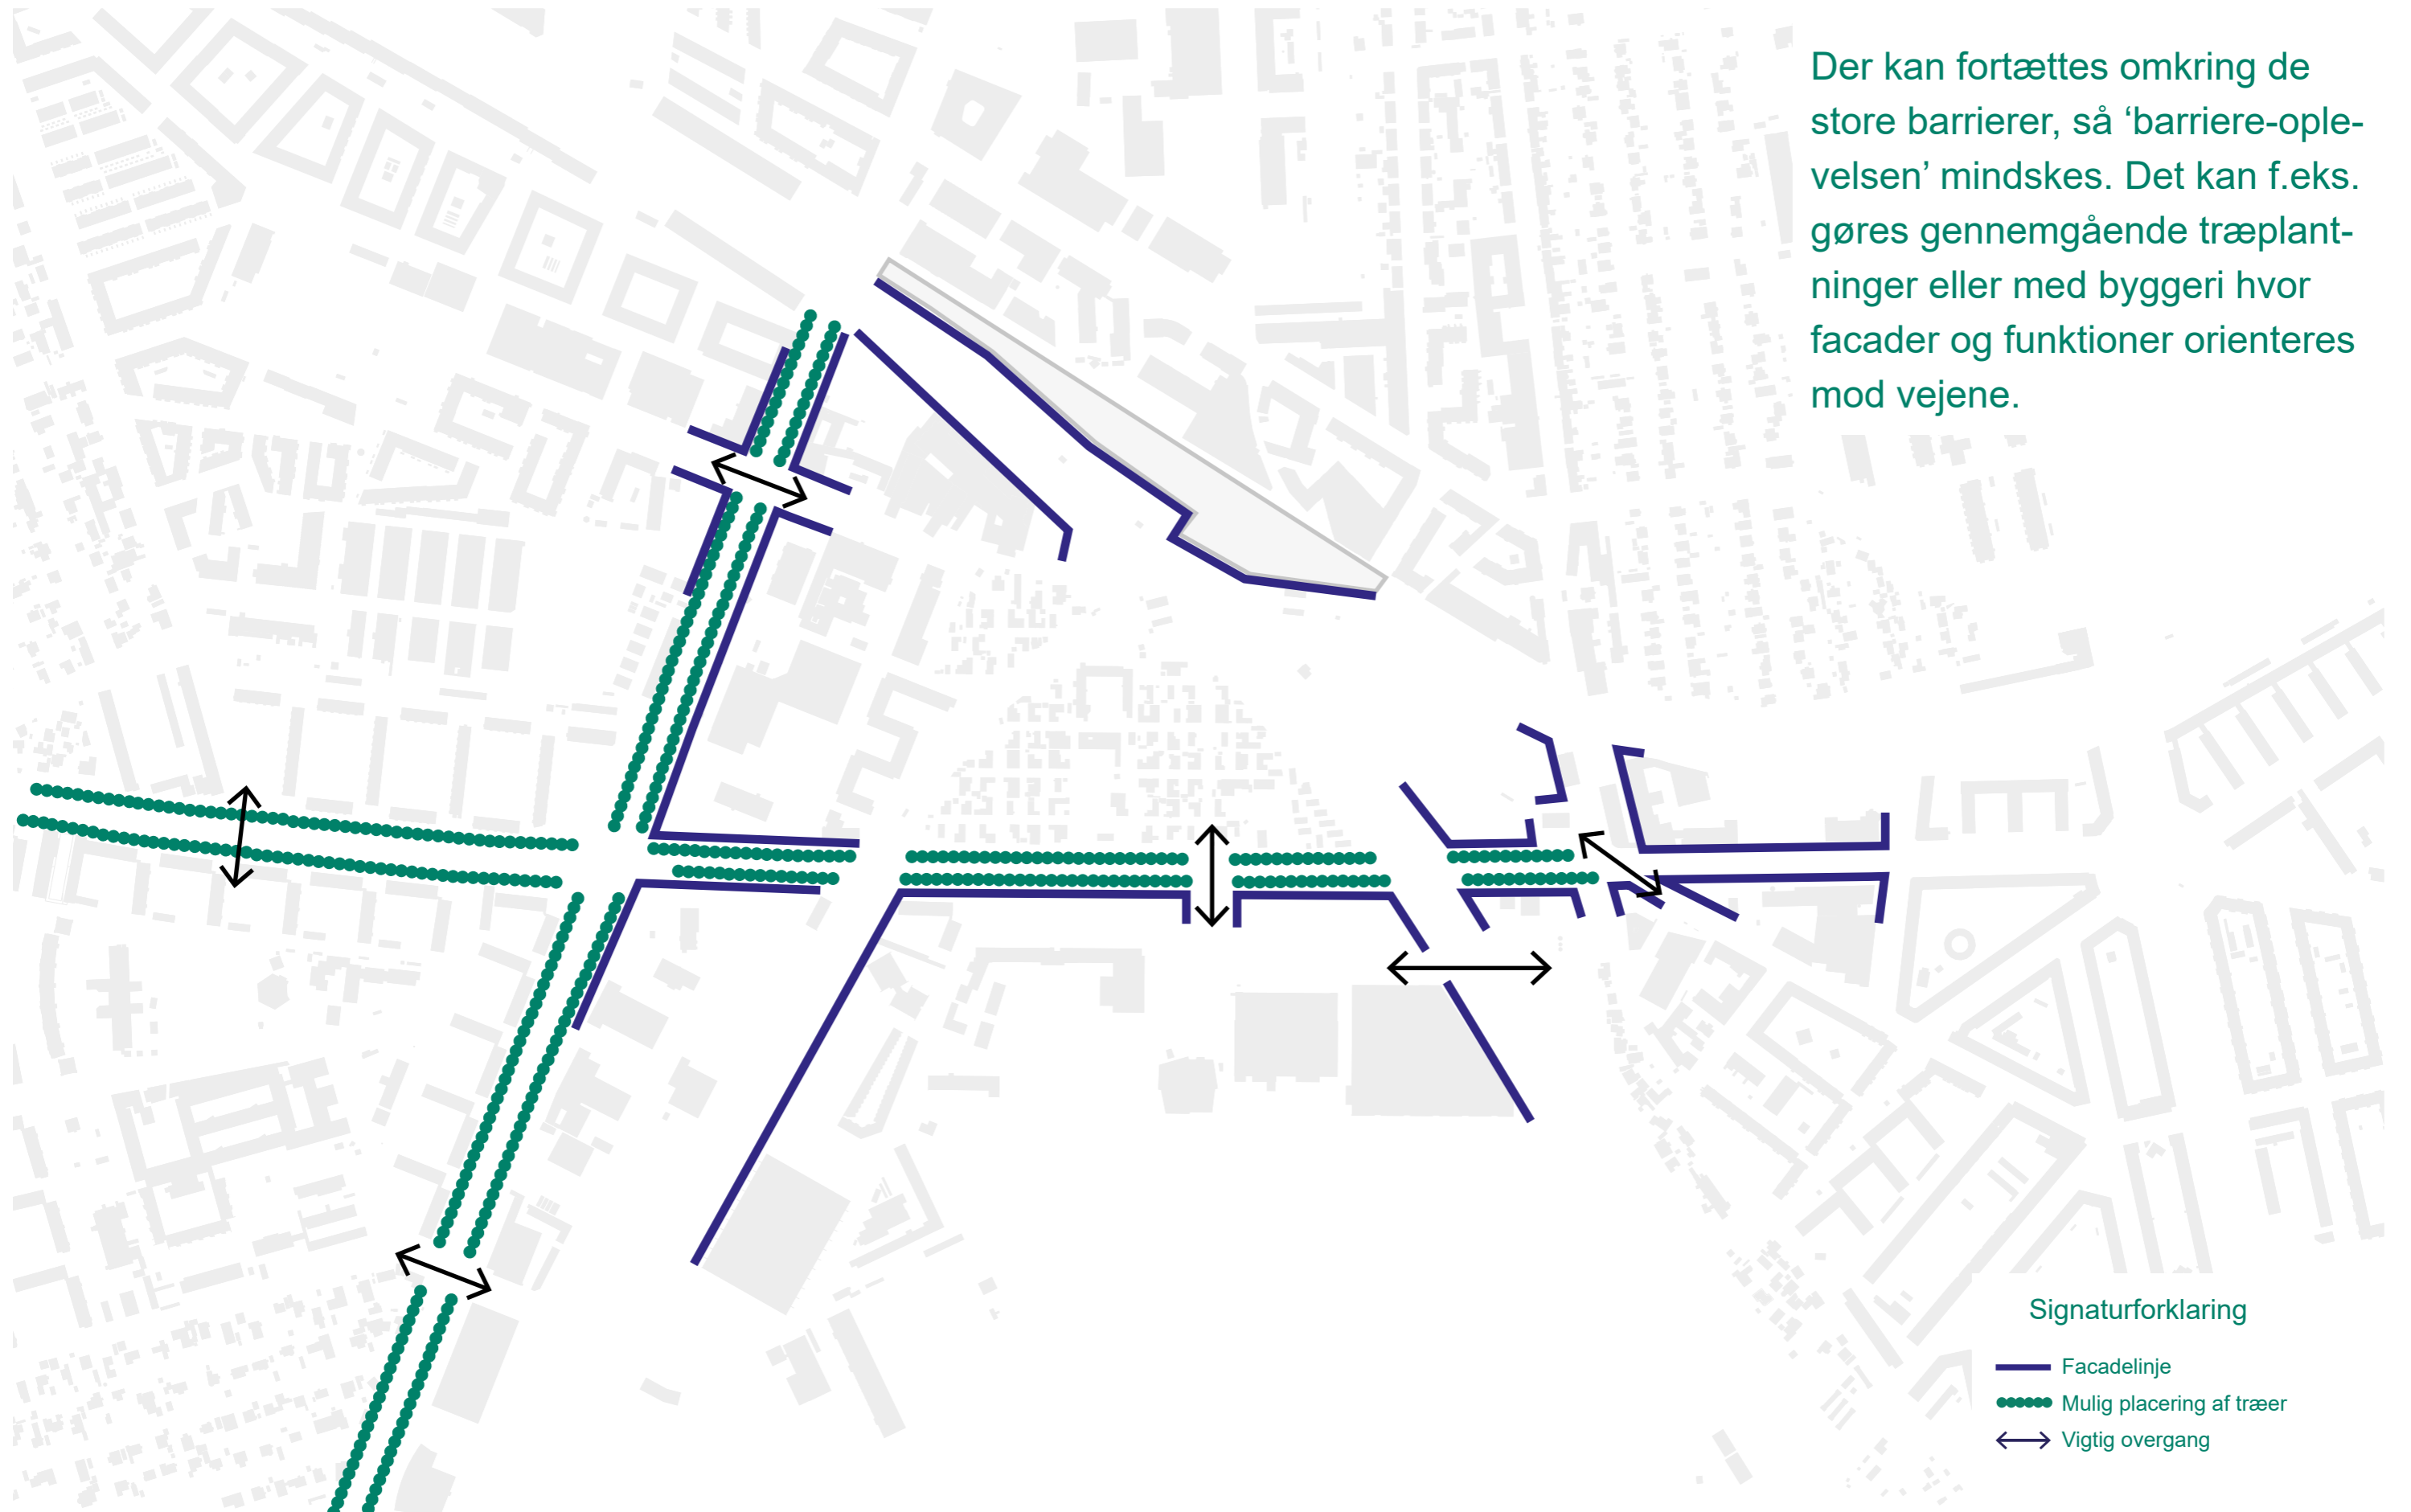 Der kan fortættes omkring de
store barrierer, så ‘barriere-ople-
velsen’ mindskes. Det kan f.eks.
gøres gennemgående træplant-
ninger eller med byggeri hvor
facader og funktioner orienteres
mod vejene.
Signaturforklaring
Facadelinje
Mulig placering af træer
Vigtig overgang